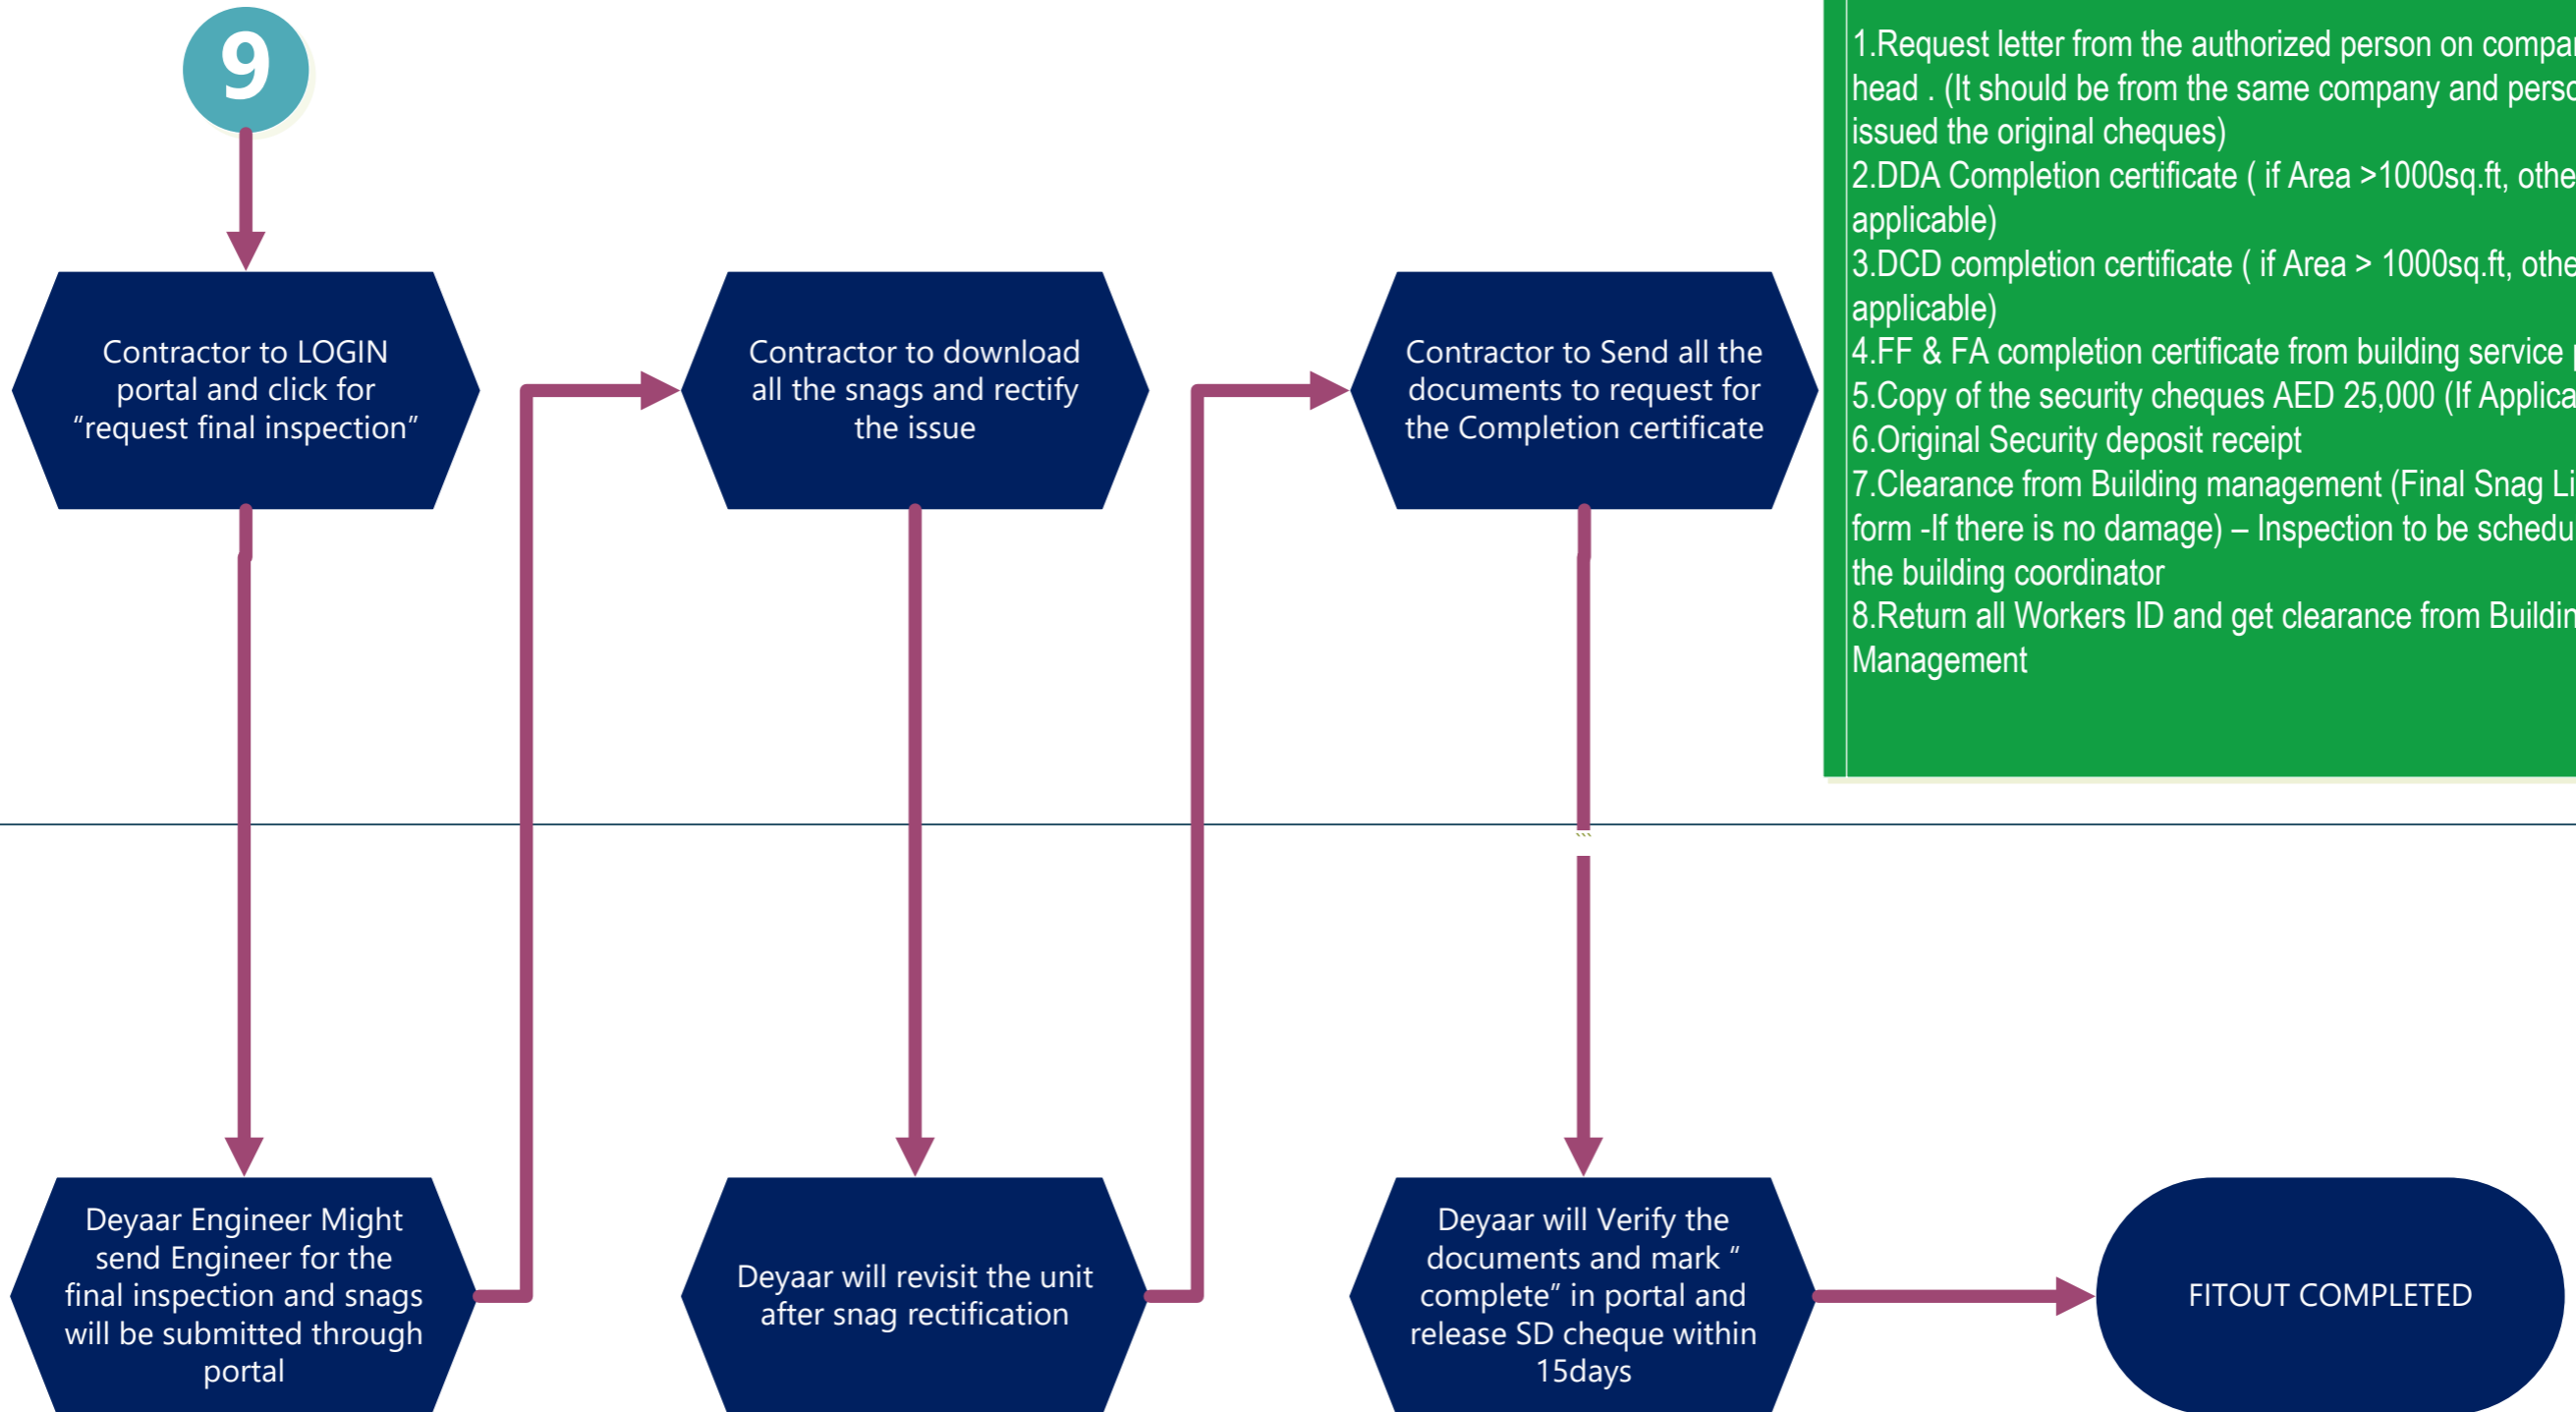 9
Contractor to LOGIN
portal and click for
“request final inspection”
Contractor to download
all the snags and rectify
the issue
Contractor to Send all the
documents to request for
the Completion certificate
1.Request letter from the authorized person on
head . (It should be from the same company and
issued the original cheques)
2.DDA Completion certificate ( if Area >1000sq.ft,
applicable)
3.DCD completion certificate ( if Area > 1000sq.ft,
applicable)
4.FF & FA completion certificate from building service
5.Copy of the security cheques AED 25,000 (If
6.Original Security deposit receipt
7.Clearance from Building management (Final Snag
form -If there is no damage) – Inspection to be
the building coordinator
8.Return all Workers ID and get clearance from
Management
Deyaar Engineer Might
send Engineer for the
final inspection and snags
will be submitted through
portal
Deyaar will revisit the unit
after snag rectification
Deyaar will Verify the
documents and mark “
complete” in portal and
release SD cheque within
15days
FITOUT COMPLETED